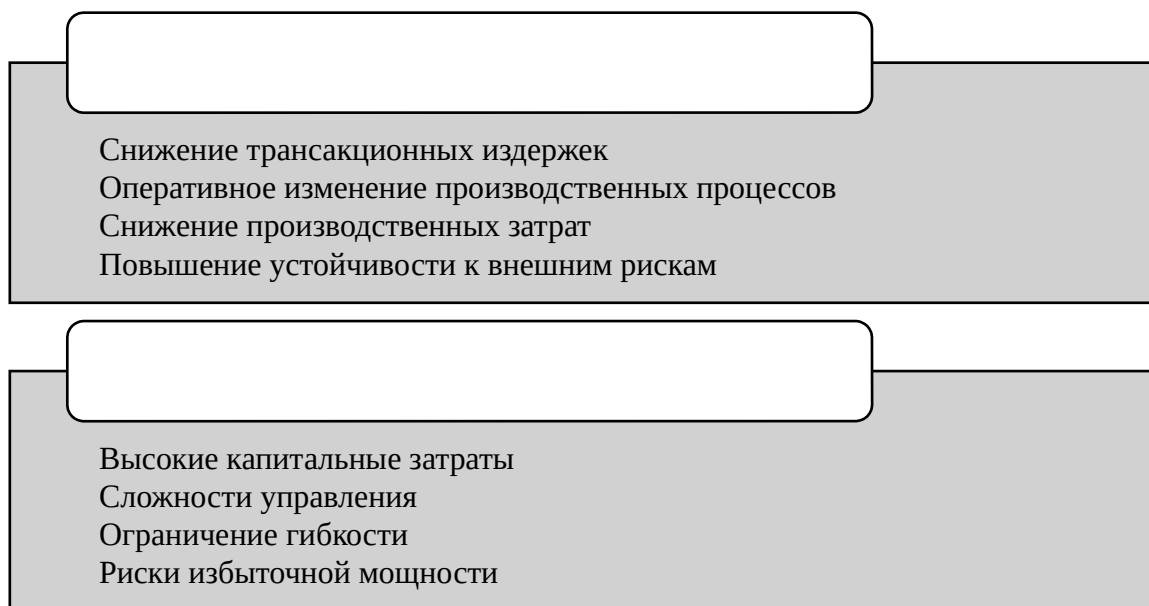 Снижение трансакционных издержек
Оперативное изменение производственных процессов
Снижение производственных затрат
Повышение устойчивости к внешним рискам
Высокие капитальные затраты
Сложности управления
Ограничение гибкости
Риски избыточной мощности